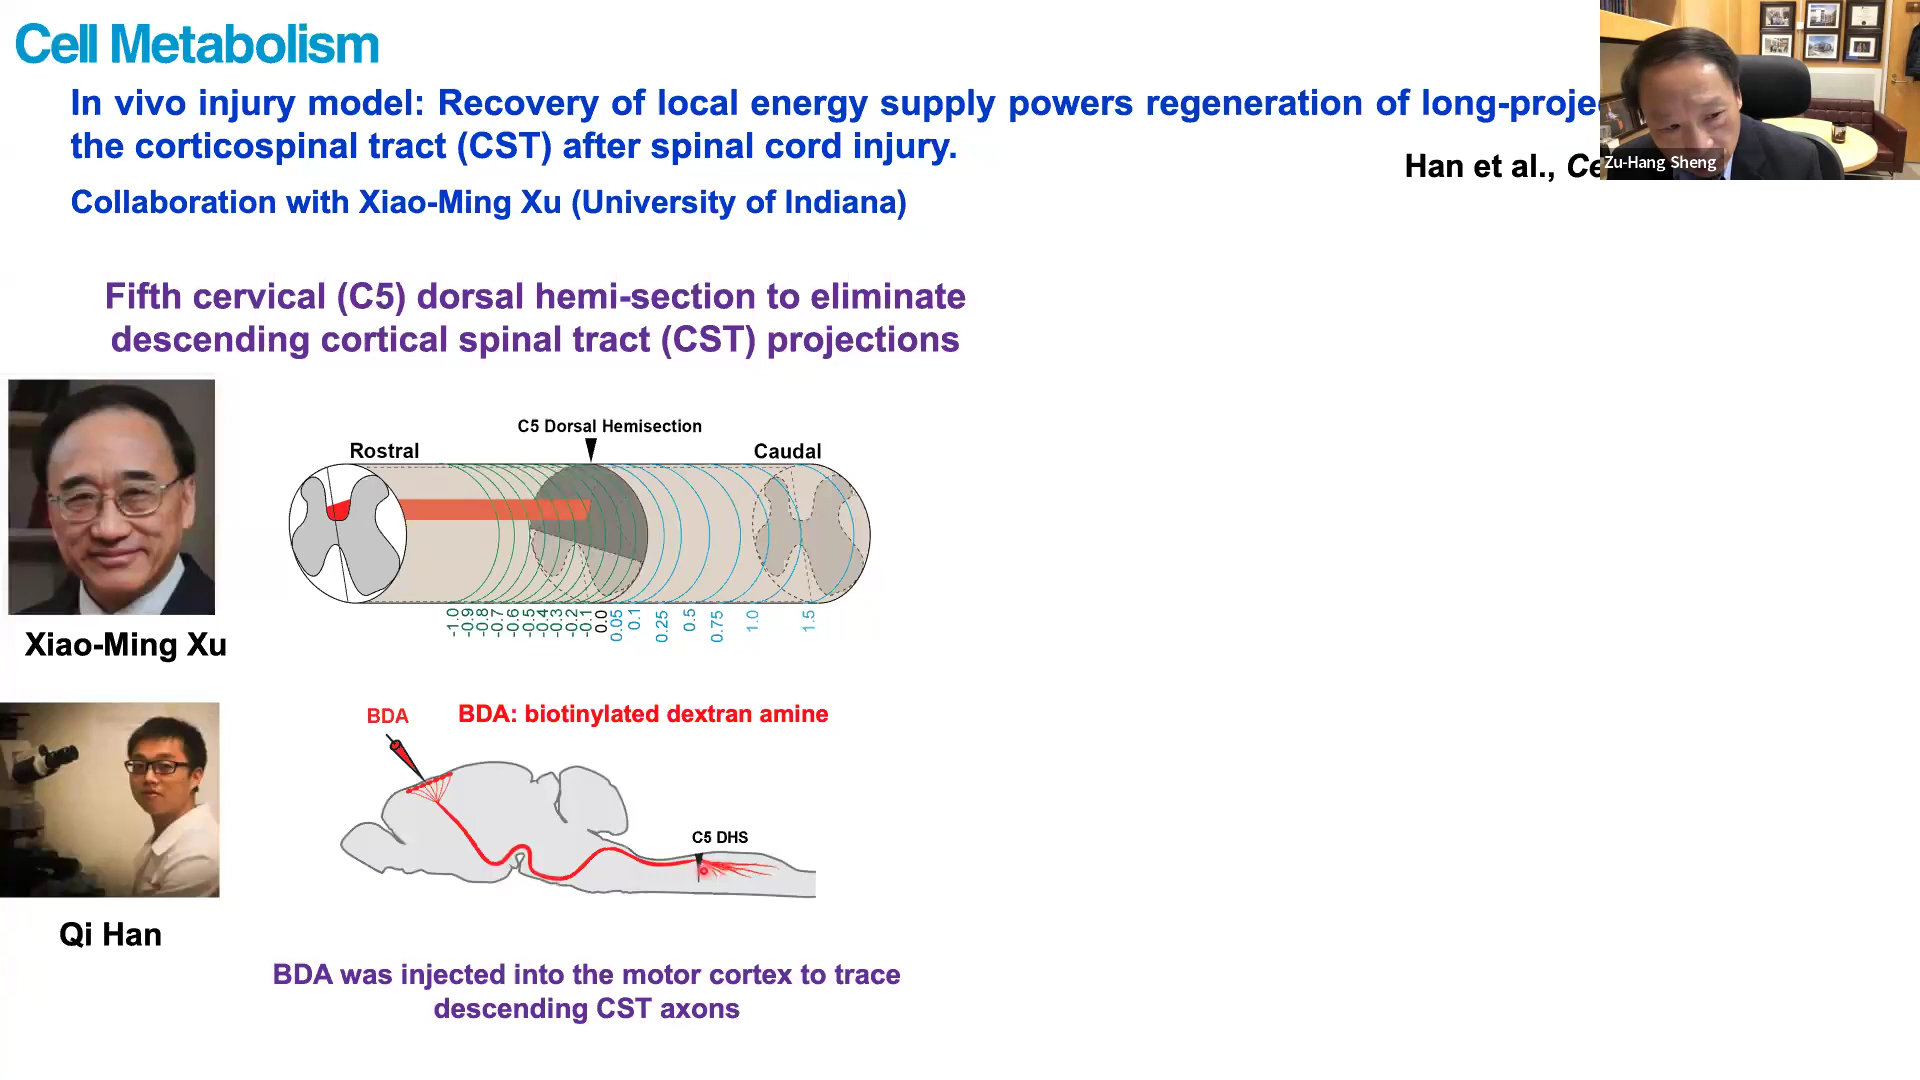 Cell Metabolism
In vivo injury model: Recovery of local energy supply powers regeneration of long-proje
the corticospinal tract (CST) after spinal cord injury.
Han et al., Ce
Zu-Hang Sheng
Collaboration with Xiao-Ming Xu (University of Indiana)
Fifth cervical (C5) dorsal hemi-section to eliminate
descending cortical spinal tract (CST) projections
C5 Dorsal Hemisection
Rostral
Caudal
-1.0 -0.9 -0.8 -0.7 -0.6 -0.5 -0.4 -0.3 -0.2 -0.1 0.0 0.05 0.1 0.25 0.5 0.75 1.0 1.5
Xiao-Ming Xu
BDA
BDA: biotinylated dextran amine
C5 DHS
Qi Han
BDA was injected into the motor cortex to trace
descending CST axons